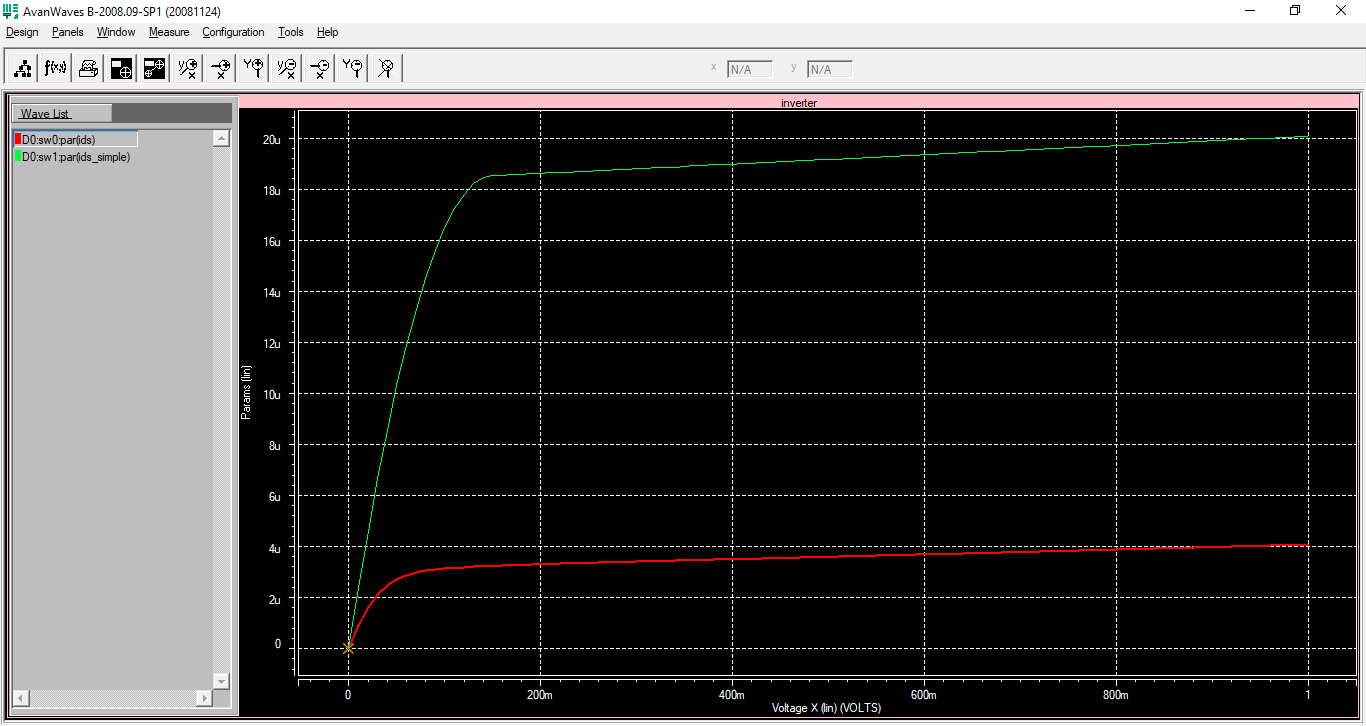 AvanWaves B-2008.09-SP1 (20081124)
Design Panels Window Measure Configuration Tools Help
f(x) x N/A y N/A
Wave List
D0:sw0:par(ids)
D0:sw1:par(ids_simple)
inverter
Params (lin)
20u
18u
16u
14u
12u
10u
8u
6u
4u
2u
0
0 200m 400m 600m 800m 1
Voltage X (lin) (VOLTS)